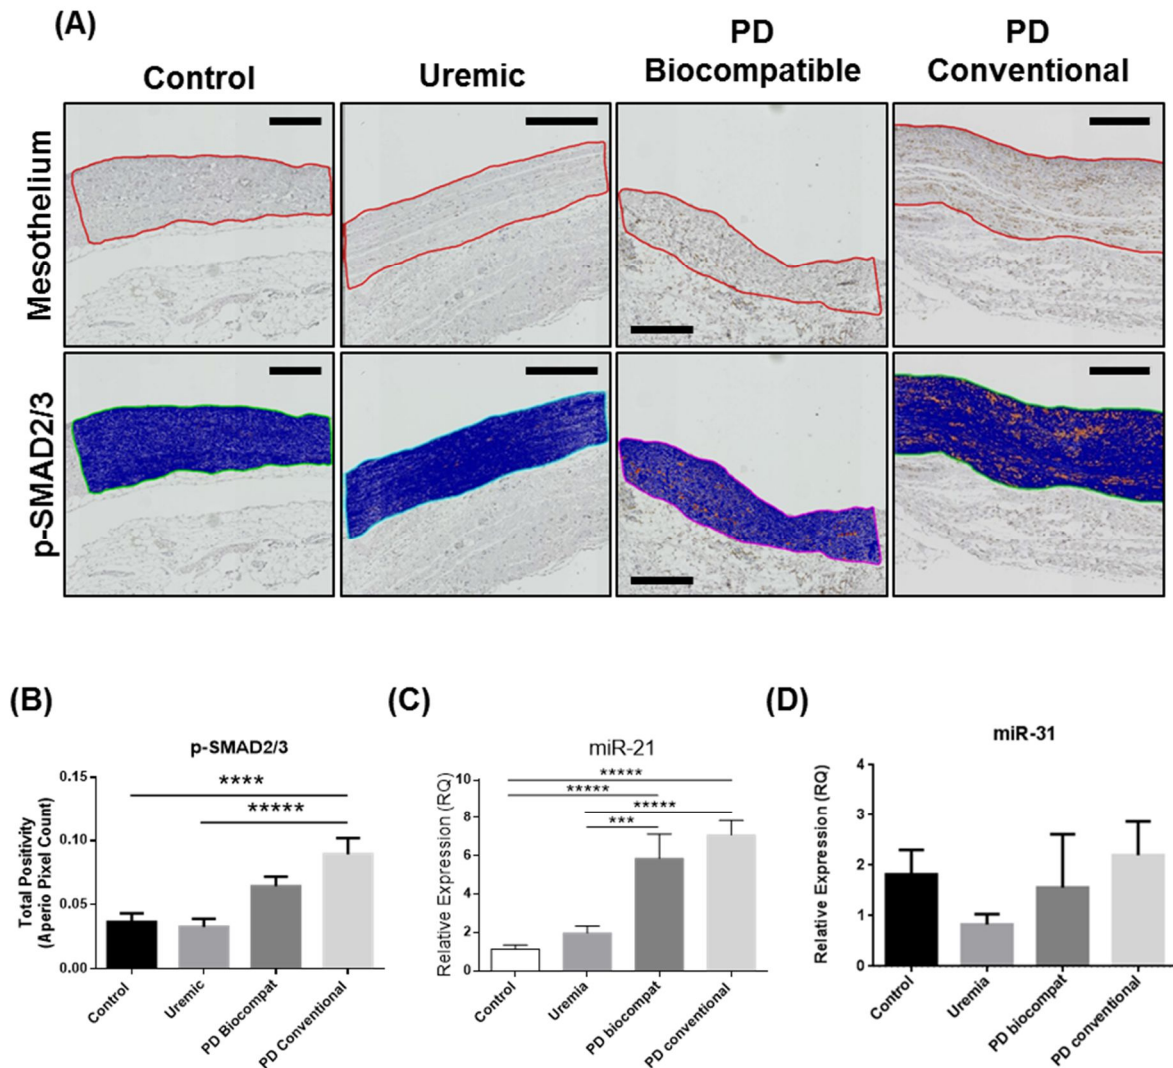 (A)
Control
Uremic
PD
Biocompatible
PD
Conventional
Mesothelium
p-SMAD2/3
(B)
p-SMAD2/3
Total Positivity
(Aperio Pixel Count)
0.15
0.10
0.05
0.00
****
*****
Control
Uremic
PD Biocompat
PD Conventional
(C)
miR-21
Relative Expression (RQ)
10
8
6
4
2
0
*****
*****
*****
***
Control
Uremia
PD biocompat
PD conventional
(D)
miR-31
Relative Expression (RQ)
4
3
2
1
0
Control
Uremia
PD biocompat
PD conventional